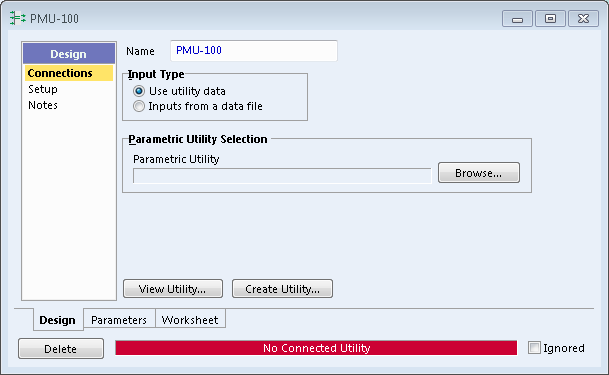 PMU-100
Design
Connections
Setup
Notes
Name PMU-100
Input Type
Use utility data
Inputs from a data file
Parametric Utility Selection
Parametric Utility
Browse...
View Utility... Create Utility...
Design Parameters Worksheet
Delete No Connected Utility Ignored